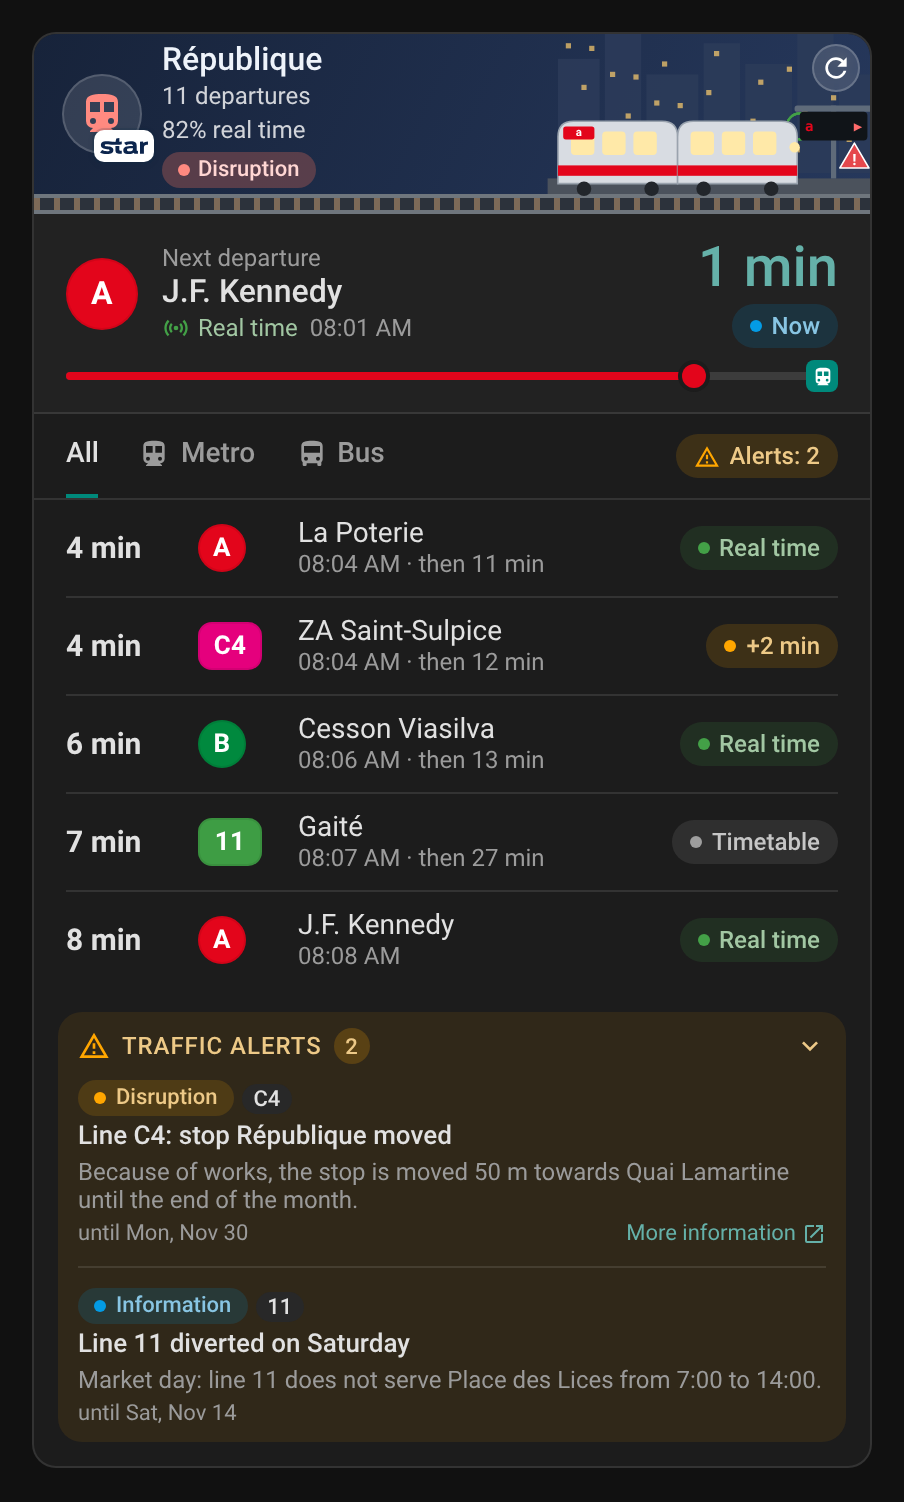 République
11 departures
82% real time
star
Disruption
a
a
Next departure
A
J.F. Kennedy
Real time 08:01 AM
1 min
Now
All
Metro
Bus
Alerts: 2
4 min
A
La Poterie
08:04 AM · then 11 min
Real time
4 min
C4
ZA Saint-Sulpice
08:04 AM · then 12 min
+2 min
6 min
B
Cesson Viasilva
08:06 AM · then 13 min
Real time
7 min
11
Gaité
08:07 AM · then 27 min
Timetable
8 min
A
J.F. Kennedy
08:08 AM
Real time
TRAFFIC ALERTS 2
Disruption C4
Line C4: stop République moved
Because of works, the stop is moved 50 m towards Quai Lamartine
until the end of the month.
until Mon, Nov 30
More information
Information 11
Line 11 diverted on Saturday
Market day: line 11 does not serve Place des Lices from 7:00 to 14:00.
until Sat, Nov 14